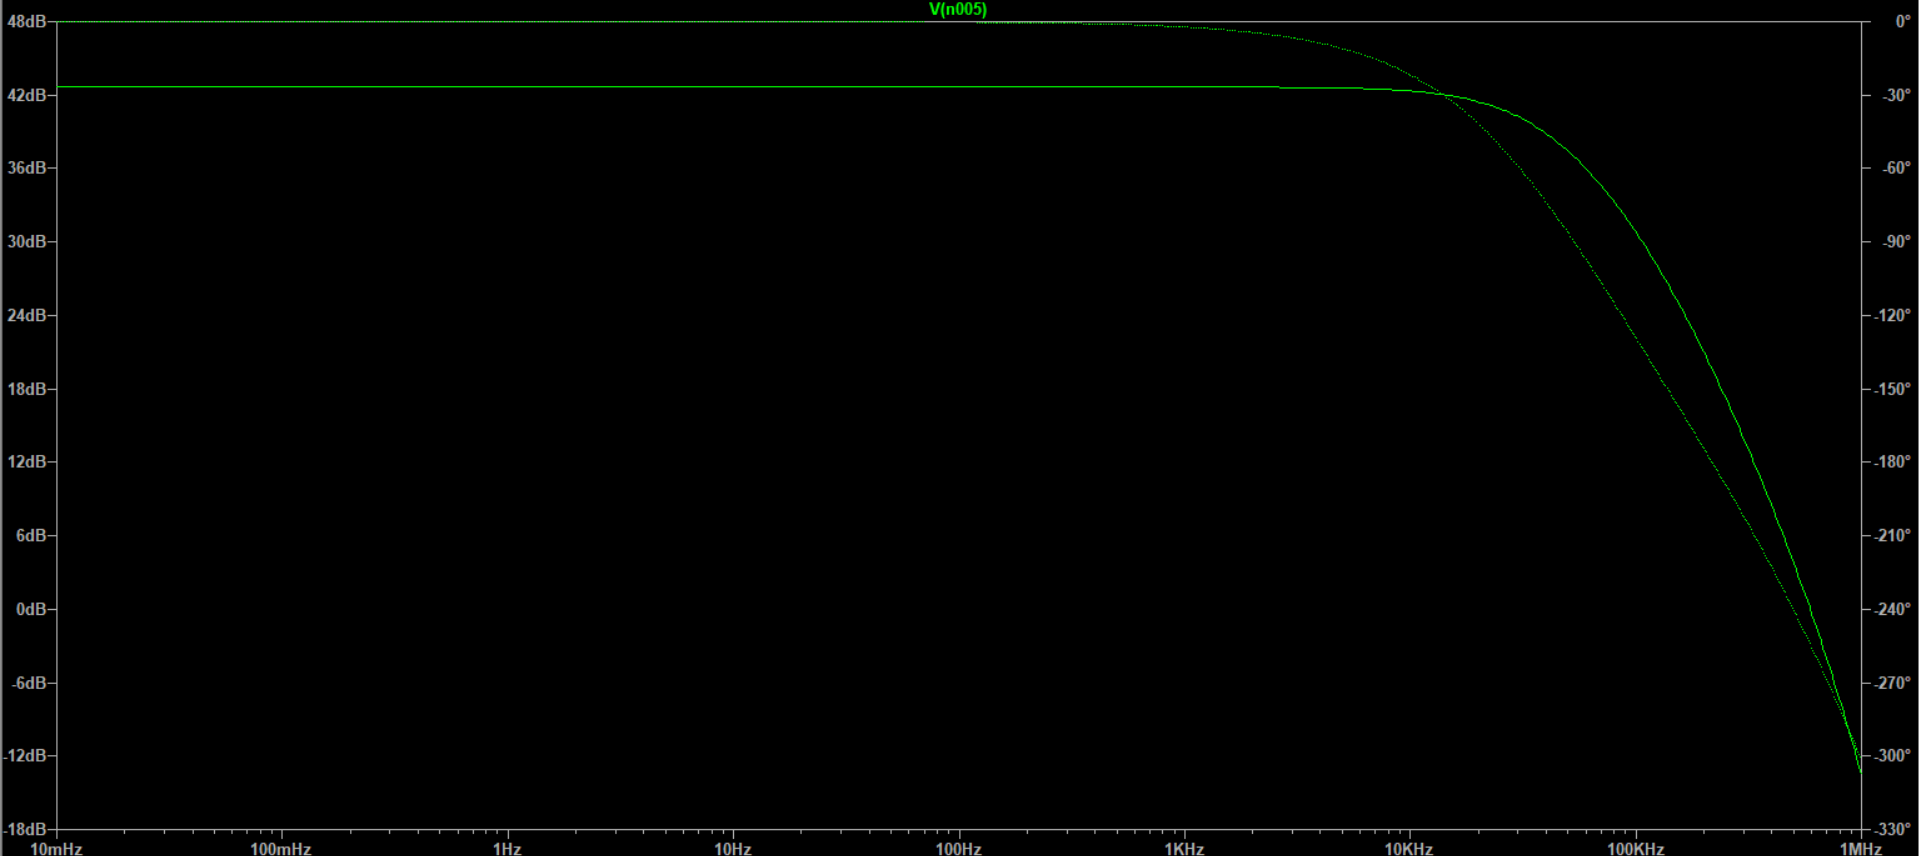 V(n005)
48dB
42dB
36dB
30dB
24dB
18dB
12dB
6dB
0dB
-6dB
-12dB
-18dB
0°
-30°
-60°
-90°
-120°
-150°
-180°
-210°
-240°
-270°
-300°
-330°
10mHz 100mHz 1Hz 10Hz 100Hz 1KHz 10KHz 100KHz 1MHz